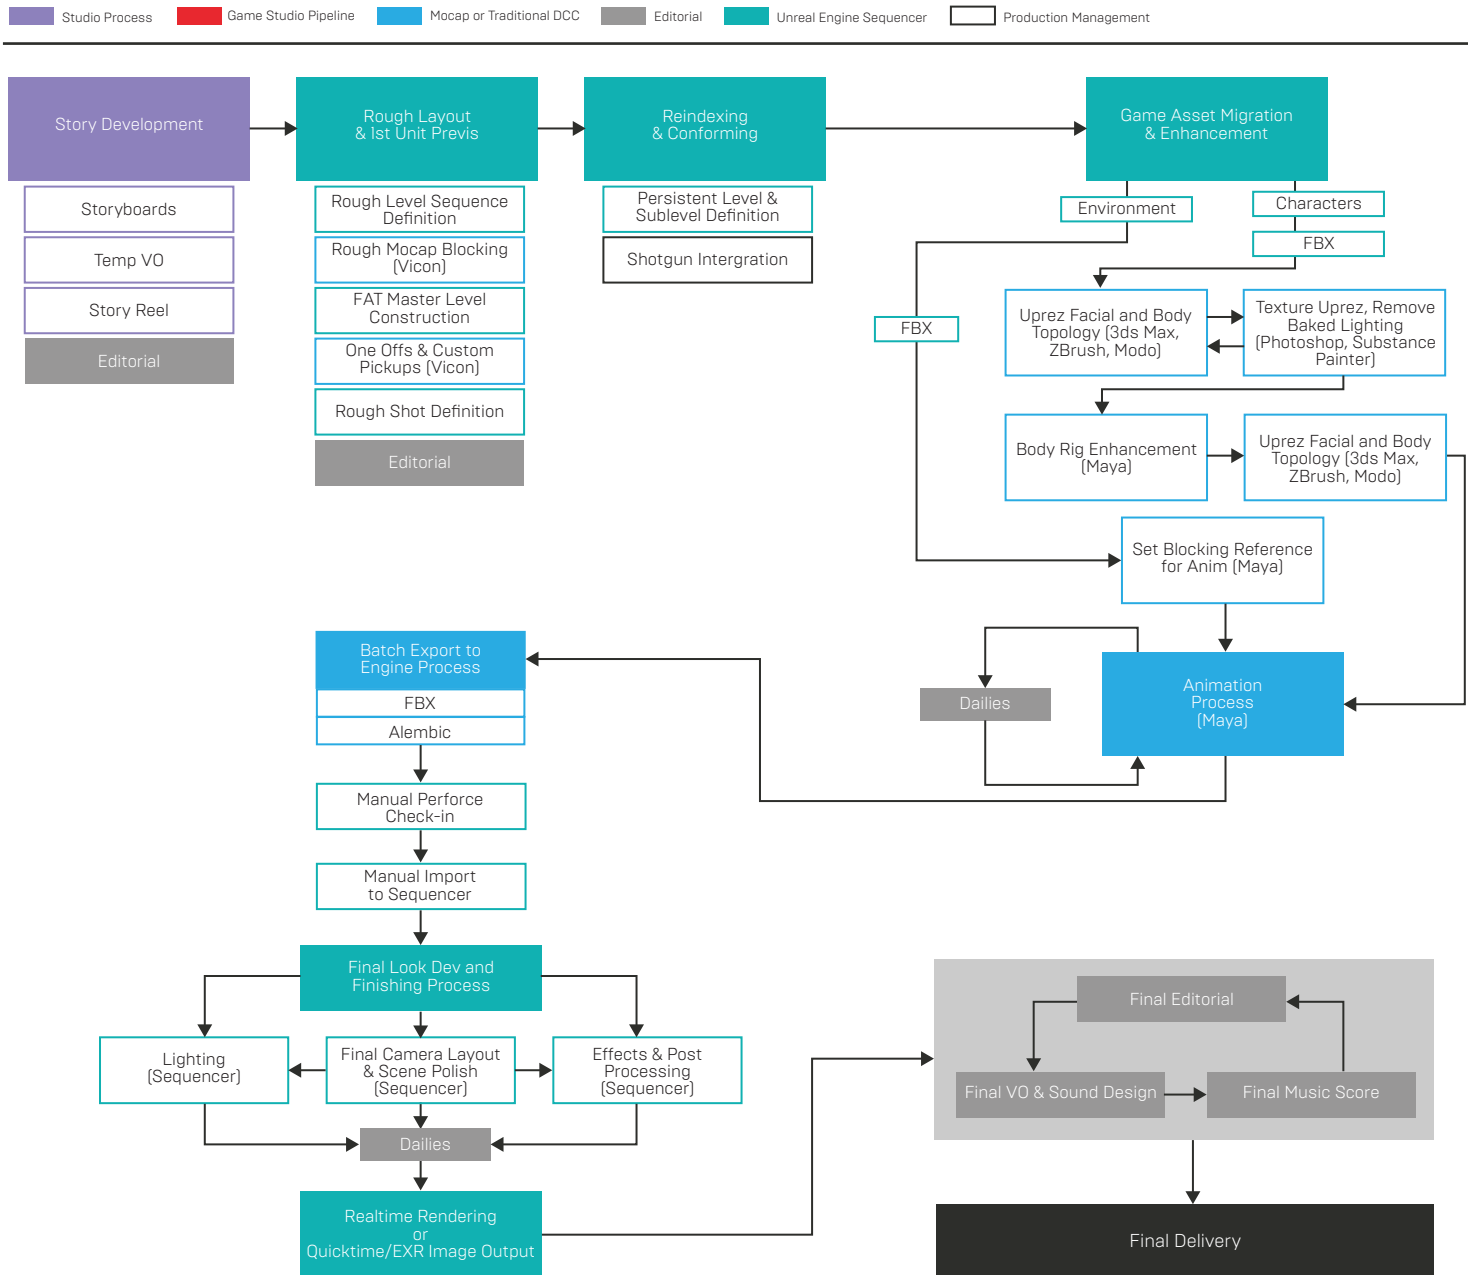 Studio Process
Game Studio Pipeline
Mocap or Traditional DCC
Editorial
Unreal Engine Sequencer
Production Management
Story Development
Storyboards
Temp VO
Story Reel
Editorial
Rough Layout
& 1st Unit Previs
Rough Level Sequence
Definition
Rough Mocap Blocking
(Vicon)
FAT Master Level
Construction
One Offs & Custom
Pickups (Vicon)
Rough Shot Definition
Editorial
Reindexing
& Conforming
Persistent Level &
Sublevel Definition
Shotgun Intergration
Game Asset Migration
& Enhancement
Environment
Characters
FBX
FBX
Uprez Facial and Body
Topology (3ds Max,
ZBrush, Modo)
Texture Uprez, Remove
Baked Lighting
(Photoshop, Substance
Painter)
Body Rig Enhancement
(Maya)
Uprez Facial and Body
Topology (3ds Max,
ZBrush, Modo)
Set Blocking Reference
for Anim (Maya)
Animation
Process
(Maya)
Dailies
Batch Export to
Engine Process
FBX
Alembic
Manual Perforce
Check-in
Manual Import
to Sequencer
Final Look Dev and
Finishing Process
Lighting
(Sequencer)
Final Camera Layout
& Scene Polish
(Sequencer)
Effects & Post
Processing
(Sequencer)
Dailies
Realtime Rendering
or
Quicktime/EXR Image Output
Final Editorial
Final VO & Sound Design
Final Music Score
Final Delivery